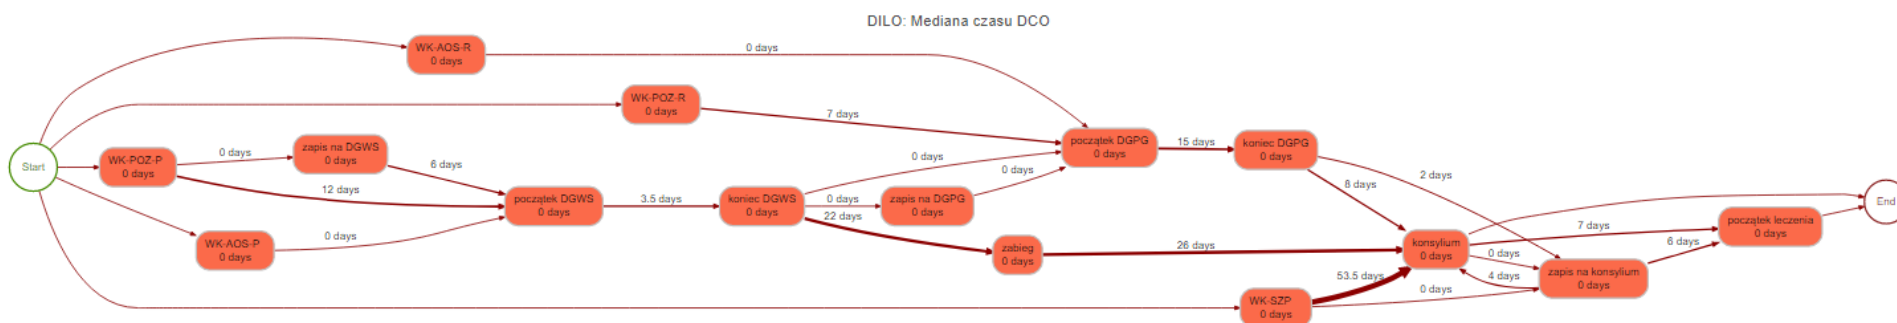 DILO: Mediana czasu DCO
WK-AOS-R
0 days
0 days
WK-POZ-R
0 days
7 days
Start
WK-POZ-P
0 days
0 days
zapis na DGWS
0 days
6 days
12 days
początek DGWS
0 days
3.5 days
koniec DGWS
0 days
0 days
0 days
zapis na DGPG
0 days
0 days
22 days
początek DGPG
0 days
15 days
koniec DGPG
0 days
2 days
8 days
WK-AOS-P
0 days
0 days
zabieg
0 days
26 days
konsylium
0 days
7 days
początek leczenia
0 days
End
0 days
6 days
zapis na konsylium
0 days
4 days
53.5 days
WK-SZP
0 days
0 days